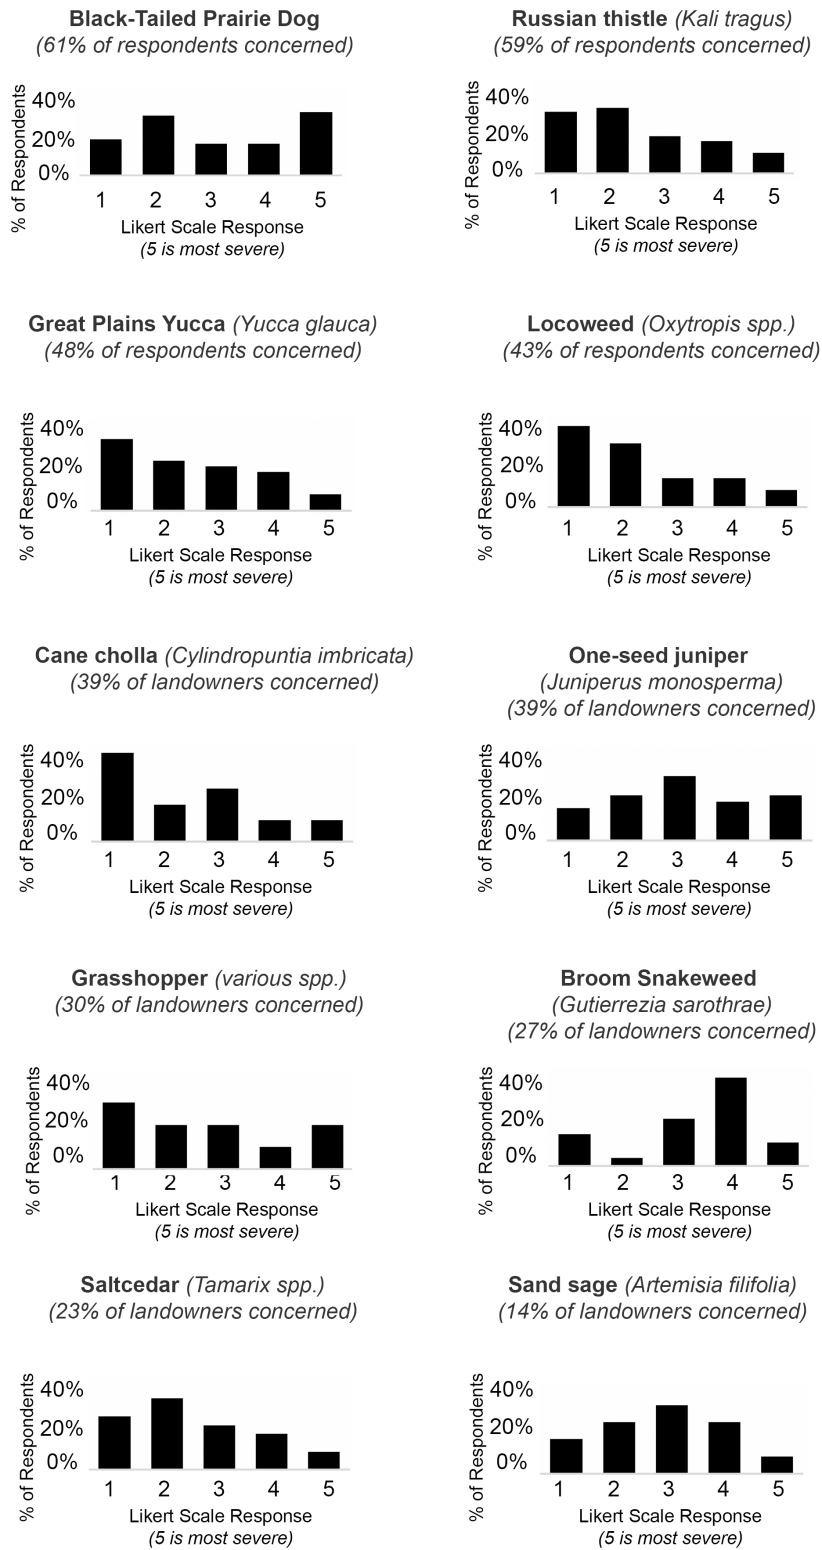 Black-Tailed Prairie Dog
(61% of respondents concerned)
% of Respondents
40%
20%
0%
1 2 3 4 5
Likert Scale Response
(5 is most severe)
Russian thistle (Kali tragus)
(59% of respondents concerned)
% of Respondents
40%
20%
0%
1 2 3 4 5
Likert Scale Response
(5 is most severe)
Great Plains Yucca (Yucca glauca)
(48% of respondents concerned)
% of Respondents
40%
20%
0%
1 2 3 4 5
Likert Scale Response
(5 is most severe)
Locoweed (Oxytropis spp.)
(43% of respondents concerned)
% of Respondents
40%
20%
0%
1 2 3 4 5
Likert Scale Response
(5 is most severe)
Cane cholla (Cylindropuntia imbricata)
(39% of landowners concerned)
% of Respondents
40%
20%
0%
1 2 3 4 5
Likert Scale Response
(5 is most severe)
One-seed juniper
(Juniperus monosperma)
(39% of landowners concerned)
% of Respondents
40%
20%
0%
1 2 3 4 5
Likert Scale Response
(5 is most severe)
Grasshopper (various spp.)
(30% of landowners concerned)
% of Respondents
40%
20%
0%
1 2 3 4 5
Likert Scale Response
(5 is most severe)
Broom Snakeweed
(Gutierrezia sarothrae)
(27% of landowners concerned)
% of Respondents
40%
20%
0%
1 2 3 4 5
Likert Scale Response
(5 is most severe)
Saltcedar (Tamarix spp.)
(23% of landowners concerned)
% of Respondents
40%
20%
0%
1 2 3 4 5
Likert Scale Response
(5 is most severe)
Sand sage (Artemisia filifolia)
(14% of landowners concerned)
% of Respondents
40%
20%
0%
1 2 3 4 5
Likert Scale Response
(5 is most severe)